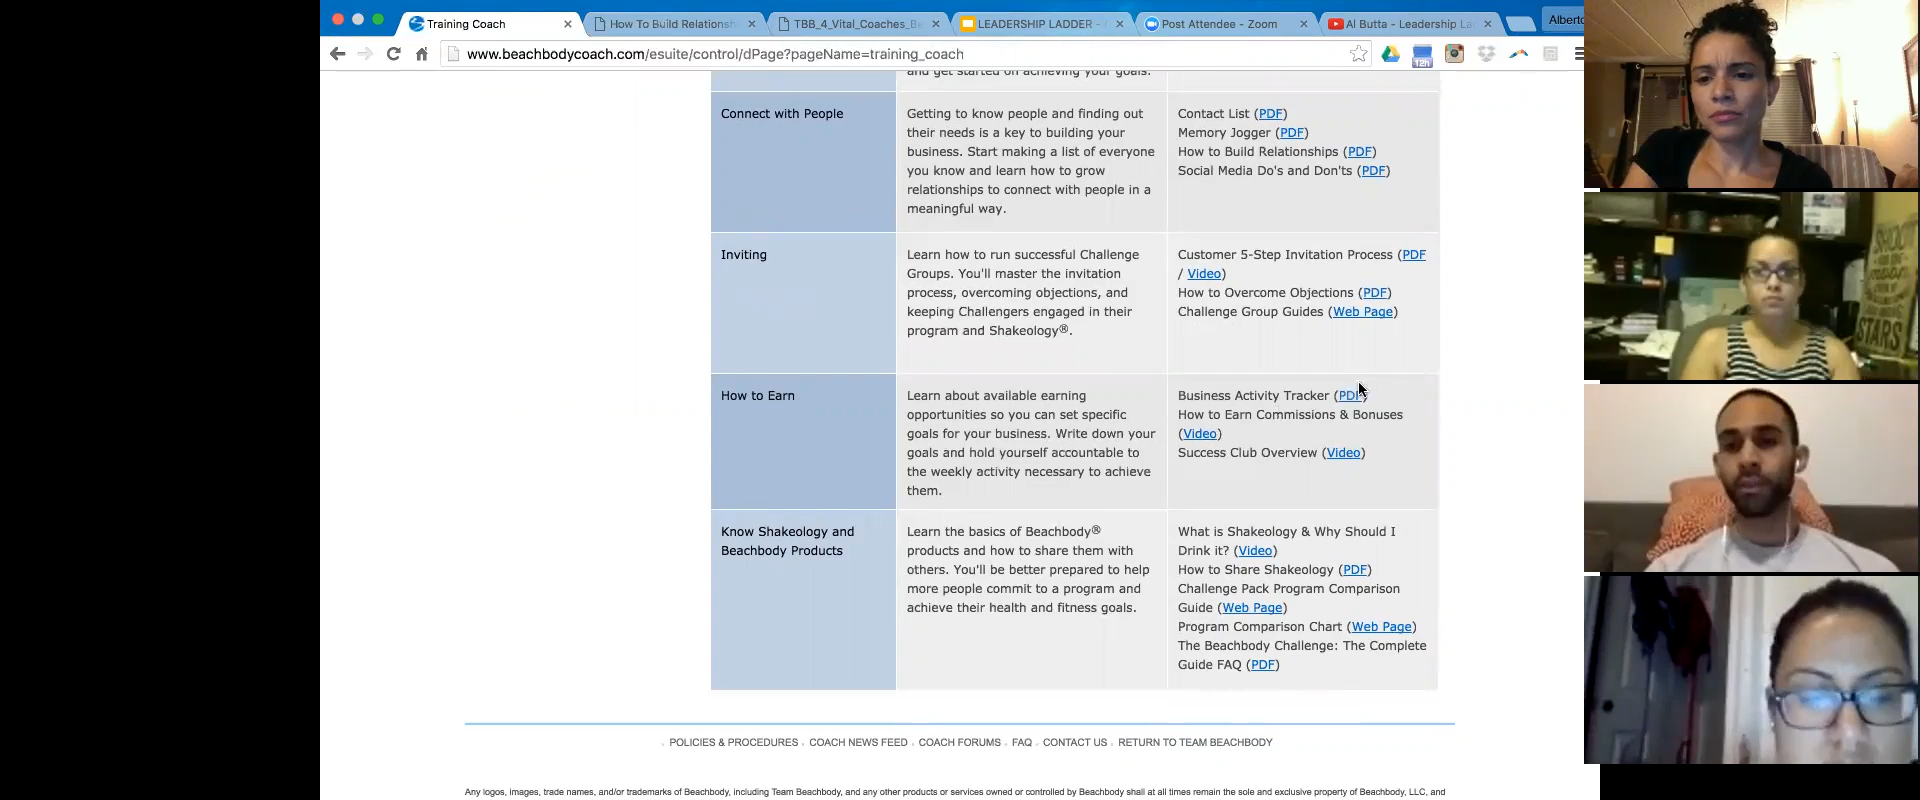 Training Coach
How To Build Relationsh
TBB_4_Vital_Coaches_Be
LEADERSHIP LADDER -
Post Attendee - Zoom
Al Butta - Leadership La
Alberto
www.beachbodycoach.com/esuite/control/dPage?pageName=training_coach
12h
and get started on achieving your goals.
Connect with People
Getting to know people and finding out
their needs is a key to building your
business. Start making a list of everyone
you know and learn how to grow
relationships to connect with people in a
meaningful way.
Contact List (PDF)
Memory Jogger (PDF)
How to Build Relationships (PDF)
Social Media Do's and Don'ts (PDF)
Inviting
Learn how to run successful Challenge
Groups. You'll master the invitation
process, overcoming objections, and
keeping Challengers engaged in their
program and Shakeology®.
Customer 5-Step Invitation Process (PDF
/ Video)
How to Overcome Objections (PDF)
Challenge Group Guides (Web Page)
How to Earn
Learn about available earning
opportunities so you can set specific
goals for your business. Write down your
goals and hold yourself accountable to
the weekly activity necessary to achieve
them.
Business Activity Tracker (PDF)
How to Earn Commissions & Bonuses
(Video)
Success Club Overview (Video)
Know Shakeology and
Beachbody Products
Learn the basics of Beachbody®
products and how to share them with
others. You'll be better prepared to help
more people commit to a program and
achieve their health and fitness goals.
What is Shakeology & Why Should I
Drink it? (Video)
How to Share Shakeology (PDF)
Challenge Pack Program Comparison
Guide (Web Page)
Program Comparison Chart (Web Page)
The Beachbody Challenge: The Complete
Guide FAQ (PDF)
POLICIES & PROCEDURES
COACH NEWS FEED
COACH FORUMS
FAQ
CONTACT US
RETURN TO TEAM BEACHBODY
Any logos, images, trade names, and/or trademarks of Beachbody, including Team Beachbody, and any other products or services owned or controlled by Beachbody shall at all times remain the sole and exclusive property of Beachbody, LLC, and
SHOOT
STARS